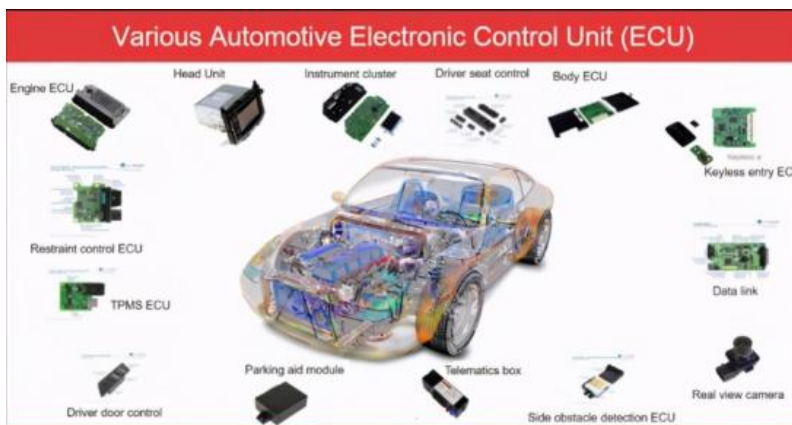 Various Automotive Electronic Control Unit (ECU)
Engine ECU
Head Unit
Instrument cluster
Driver seat control
Body ECU
Keyless entry EC
Restraint control ECU
TPMS ECU
Data link
Driver door control
Parking aid module
Telematics box
Side obstacle detection ECU
Real view camera